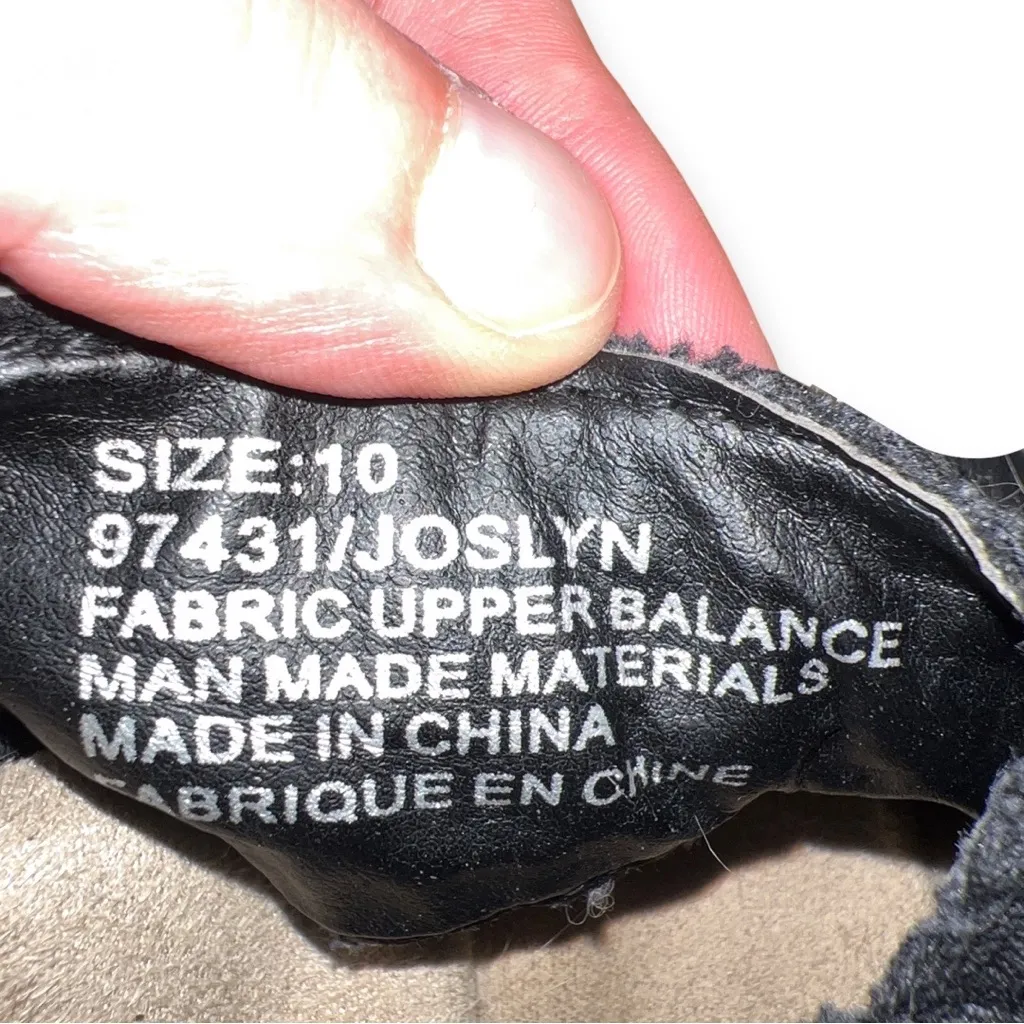 SIZE:10
97431/JOSLYN
FABRIC UPPER BALANCE
MAN MADE MATERIALS
MADE IN CHINA
FABRIQUE EN CHINE